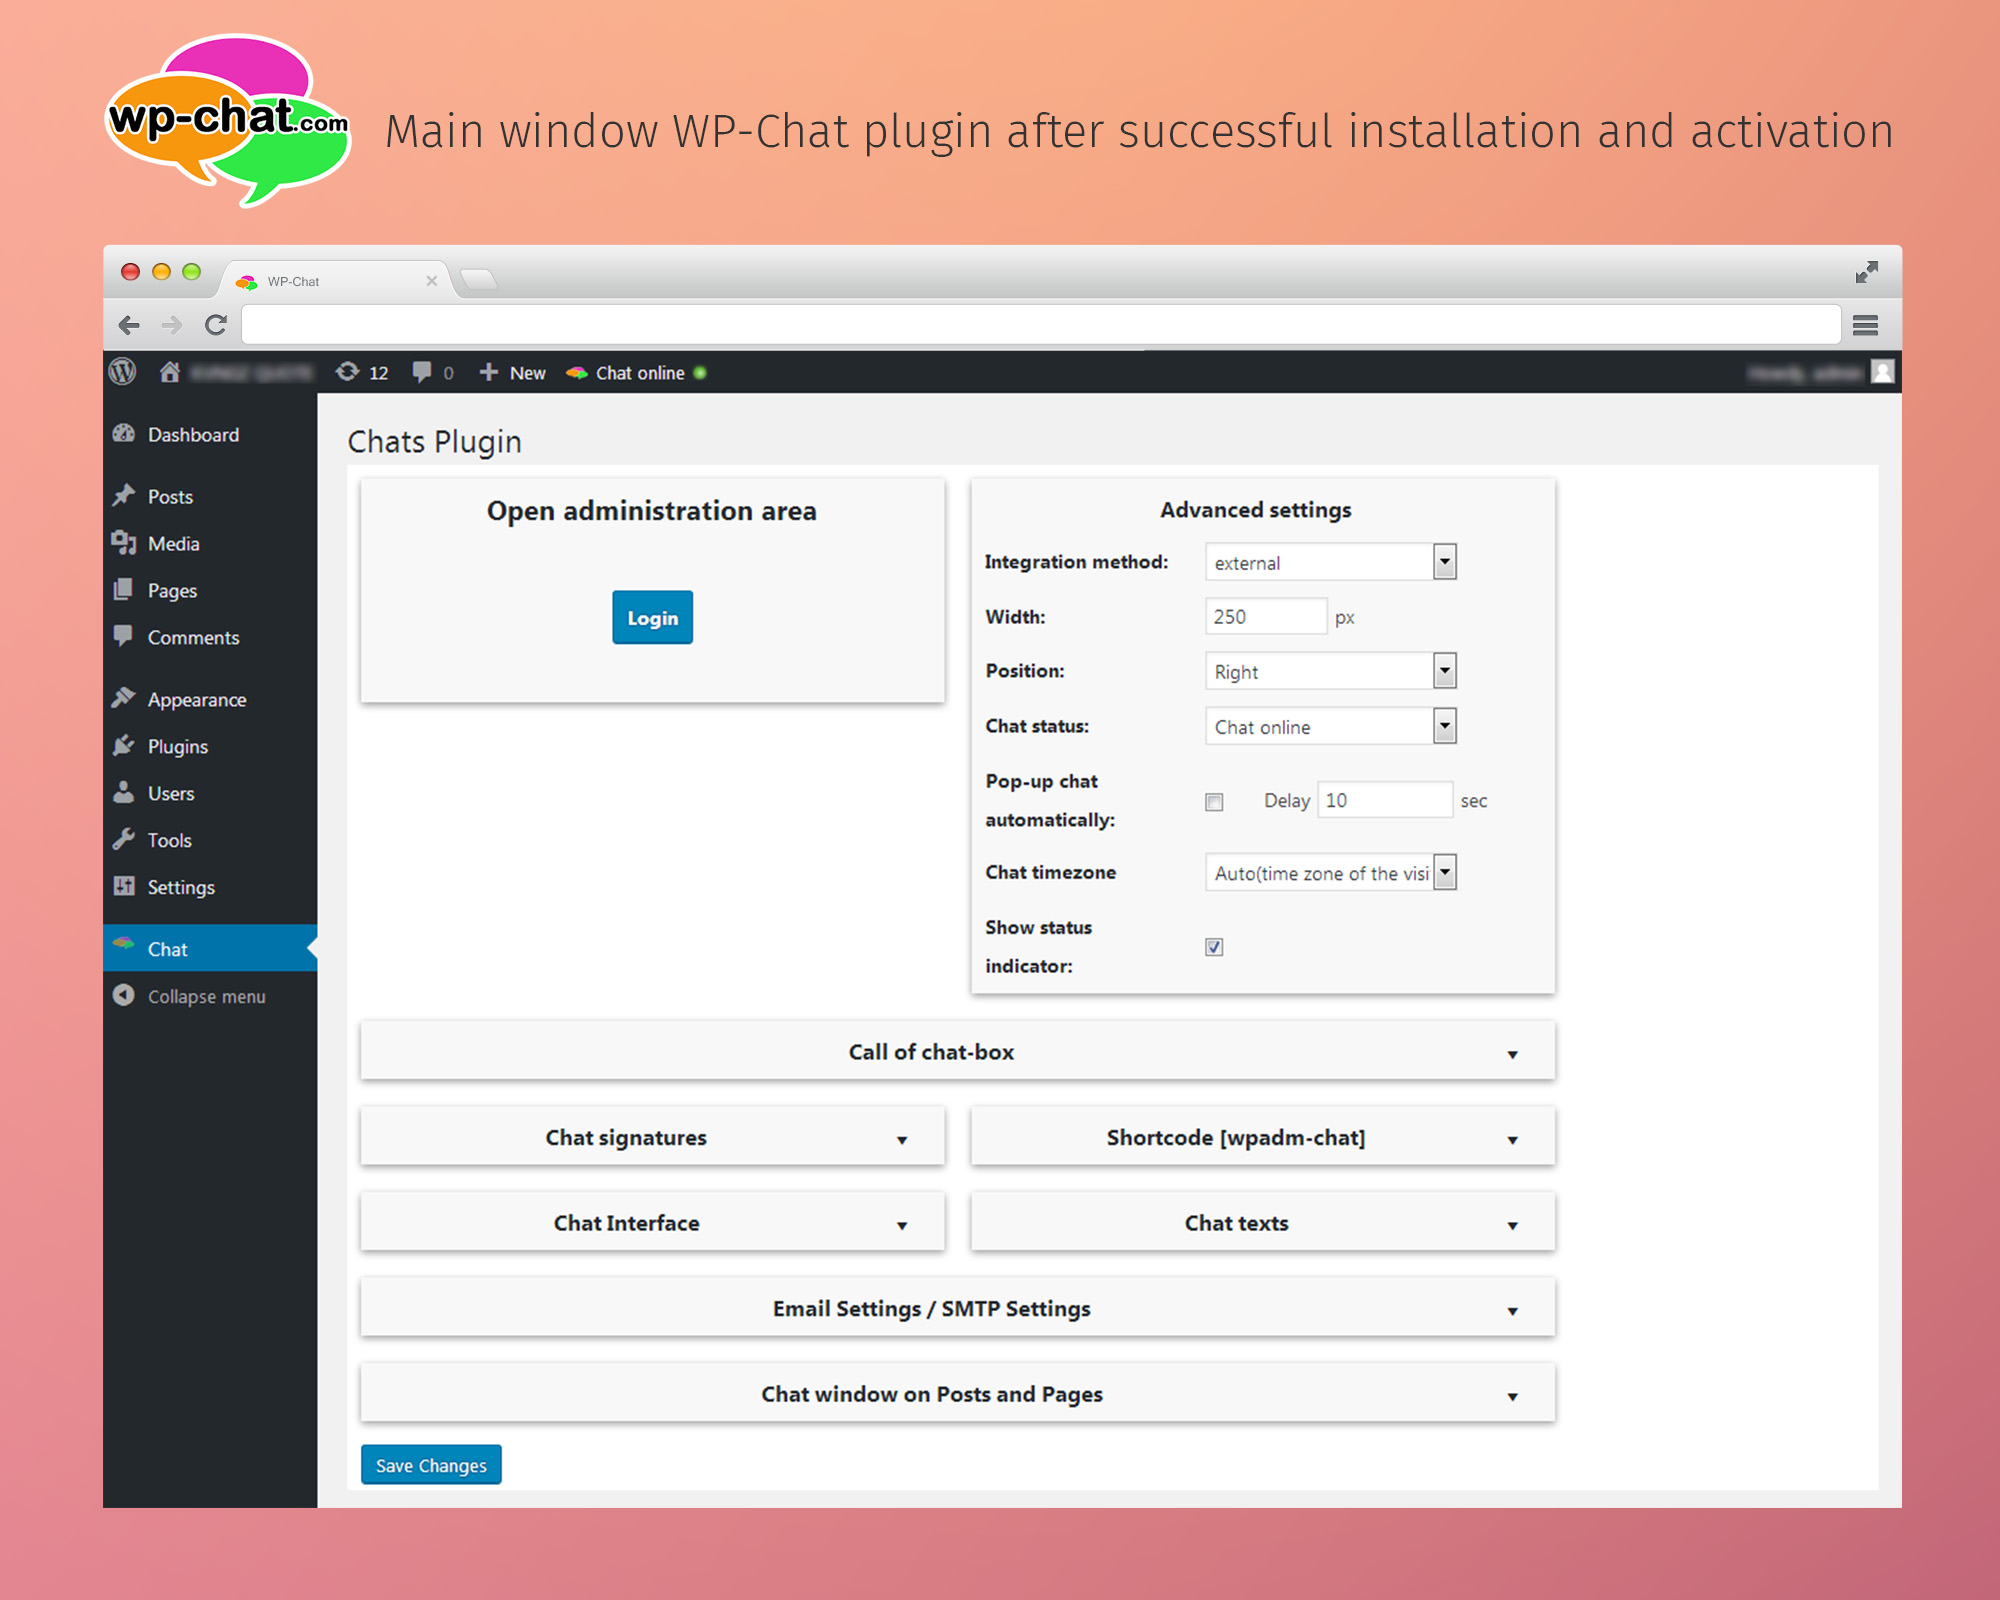 wp-chat.com
Main window WP-Chat plugin after successful installation and activation
WP-Chat
12
0
New
Chat online
Dashboard
Posts
Media
Pages
Comments
Appearance
Plugins
Users
Tools
Settings
Chat
Collapse menu
Chats Plugin
Open administration area
Login
Advanced settings
Integration method: external
Width: 250 px
Position: Right
Chat status: Chat online
Pop-up chat
automatically:
Delay 10 sec
Chat timezone Auto(time zone of the visi
Show status
indicator:
Call of chat-box
Chat signatures
Shortcode [wpadm-chat]
Chat Interface
Chat texts
Email Settings / SMTP Settings
Chat window on Posts and Pages
Save Changes